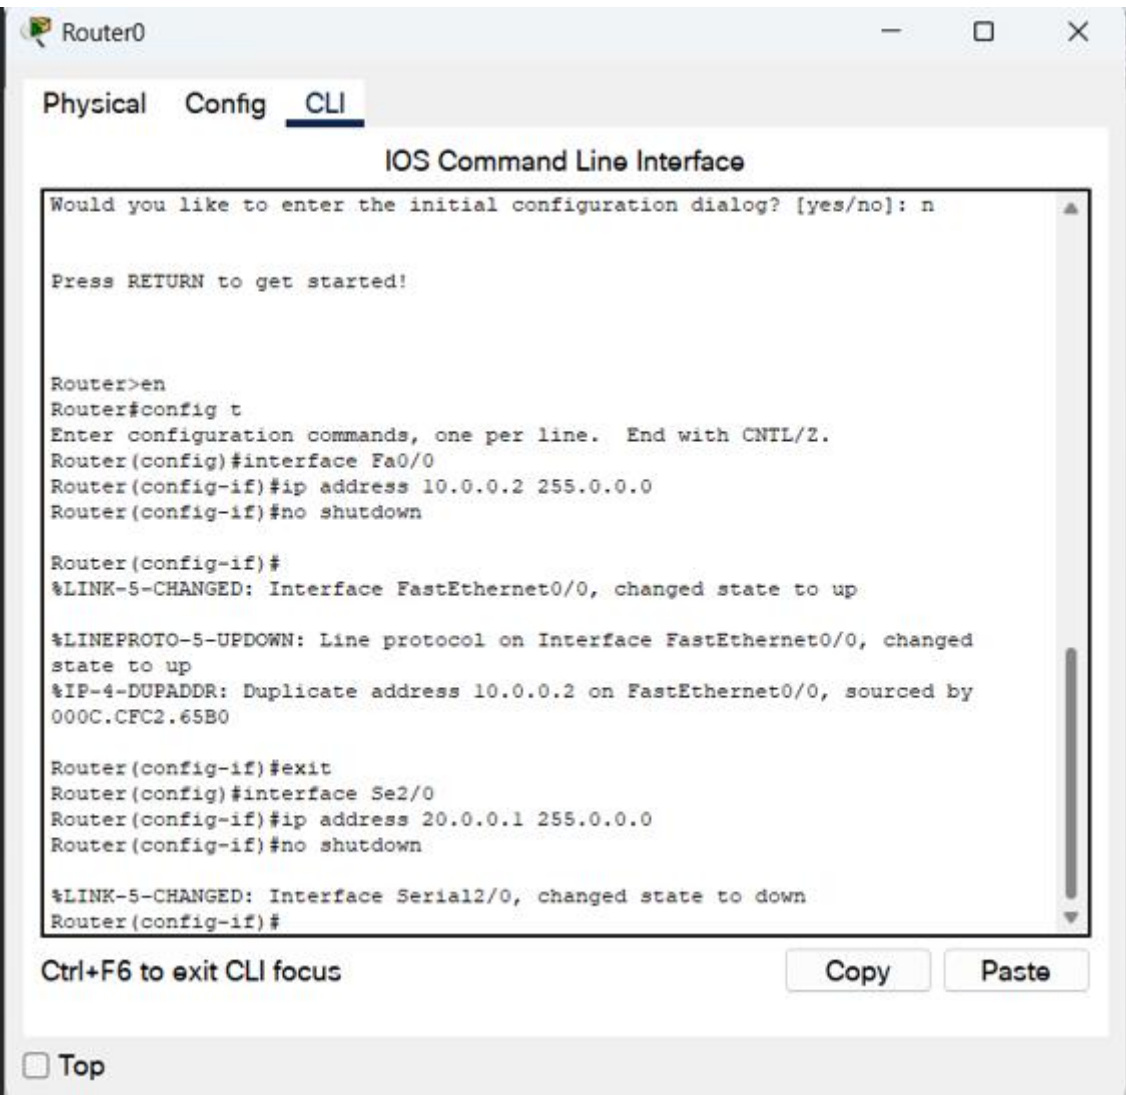 Router0
Physical Config CLI
IOS Command Line Interface
Would you like to enter the initial configuration dialog? [yes/no]: n
Press RETURN to get started!
Router>en
Router#config t
Enter configuration commands, one per line.  End with CNTL/Z.
Router(config)#interface Fa0/0
Router(config-if)#ip address 10.0.0.2 255.0.0.0
Router(config-if)#no shutdown
Router(config-if)#
%LINK-5-CHANGED: Interface FastEthernet0/0, changed state to up
%LINEPROTO-5-UPDOWN: Line protocol on Interface FastEthernet0/0, changed
state to up
%IP-4-DUPADDR: Duplicate address 10.0.0.2 on FastEthernet0/0, sourced by
000C.CFC2.65B0
Router(config-if)#exit
Router(config)#interface Se2/0
Router(config-if)#ip address 20.0.0.1 255.0.0.0
Router(config-if)#no shutdown
%LINK-5-CHANGED: Interface Serial2/0, changed state to down
Router(config-if)#
Ctrl+F6 to exit CLI focus
Copy Paste
Top